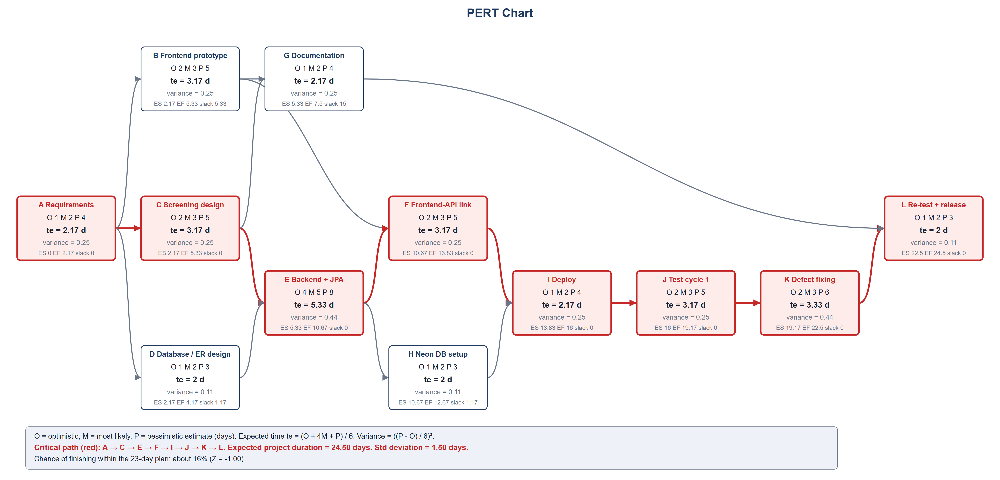 PERT Chart
B Frontend prototype
O 2 M 3 P 5
te = 3.17 d
variance = 0.25
ES 2.17 EF 5.33 slack 5.33
G Documentation
O 1 M 2 P 4
te = 2.17 d
variance = 0.25
ES 5.33 EF 7.5 slack 15
A Requirements
O 1 M 2 P 4
te = 2.17 d
variance = 0.25
ES 0 EF 2.17 slack 0
C Screening design
O 2 M 3 P 5
te = 3.17 d
variance = 0.25
ES 2.17 EF 5.33 slack 0
F Frontend-API link
O 2 M 3 P 5
te = 3.17 d
variance = 0.25
ES 10.67 EF 13.83 slack 0
L Re-test + release
O 1 M 2 P 3
te = 2 d
variance = 0.11
ES 22.5 EF 24.5 slack 0
E Backend + JPA
O 4 M 5 P 8
te = 5.33 d
variance = 0.44
ES 5.33 EF 10.67 slack 0
I Deploy
O 1 M 2 P 4
te = 2.17 d
variance = 0.25
ES 13.83 EF 16 slack 0
J Test cycle 1
O 2 M 3 P 5
te = 3.17 d
variance = 0.25
ES 16 EF 19.17 slack 0
K Defect fixing
O 2 M 3 P 6
te = 3.33 d
variance = 0.44
ES 19.17 EF 22.5 slack 0
D Database / ER design
O 1 M 2 P 3
te = 2 d
variance = 0.11
ES 2.17 EF 4.17 slack 1.17
H Neon DB setup
O 1 M 2 P 3
te = 2 d
variance = 0.11
ES 10.67 EF 12.67 slack 1.17
O = optimistic, M = most likely, P = pessimistic estimate (days). Expected time te = (O + 4M + P) / 6. Variance = ((P - O) / 6)².
Critical path (red): A → C → E → F → I → J → K → L. Expected project duration = 24.50 days. Std deviation = 1.50 days.
Chance of finishing within the 23-day plan: about 16% (Z = -1.00).